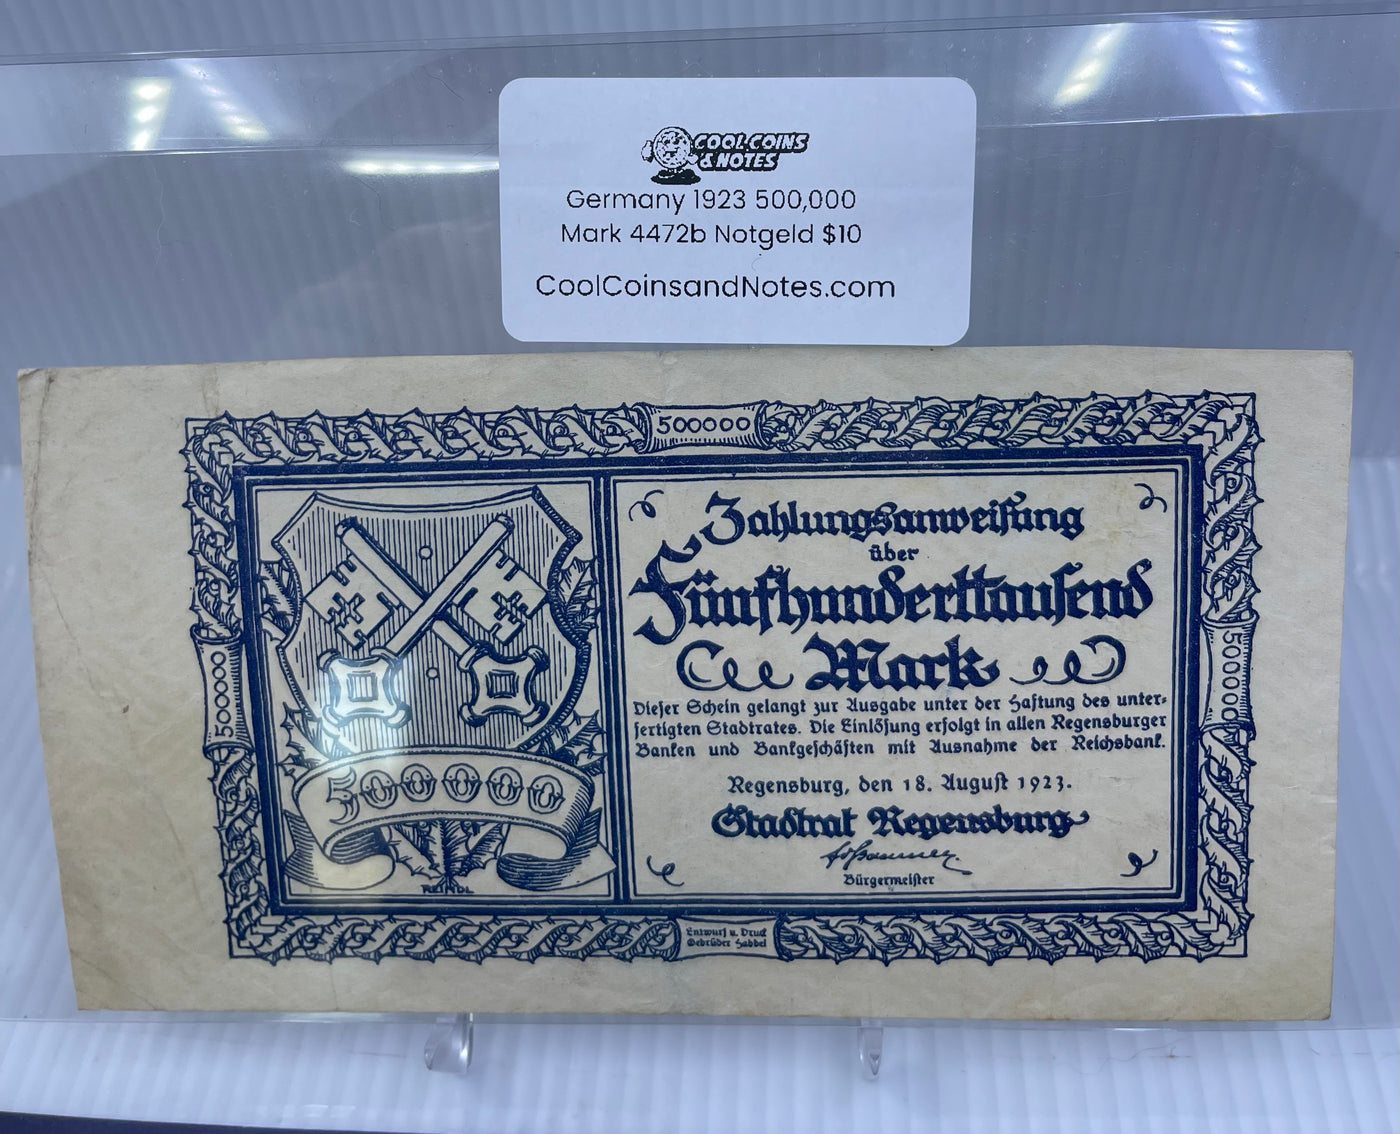 COOL COINS
& NOTES
Germany 1923 500,000
Mark 4472b Notgeld $10
CoolCoinsandNotes.com
500000
Zahlungsanweisung
über
Fünfhunderttausend
Mark
Dieser Schein gelangt zur Ausgabe unter der Haftung des unter-
fertigten Stadtrates. Die Einlösung erfolgt in allen Regensburger
Banken und Bankgeschäften mit Ausnahme der Reichsbank.
Regensburg, den 18. August 1923.
Stadtrat Regensburg
Bürgermeister
500000
500000
500000
REINDL
Entwurf u. Druck
Gebrüder Habbel